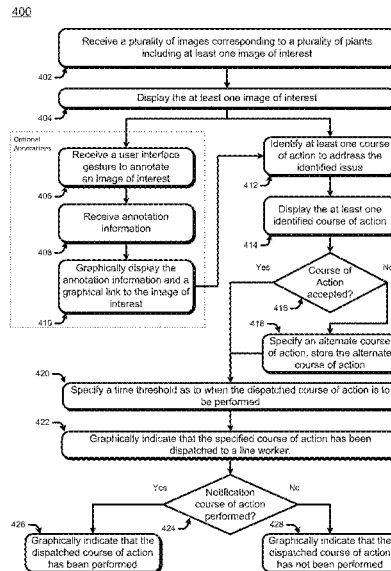 400
Receive a plurality of images corresponding to a plurality of plants
including at least one image of interest
402
Display the at least one image of interest
404
Optional
Annotations
Receive a user interface
gesture to annotate
an image of interest
406
Receive annotation
information
408
Graphically display the
annotation information and a
graphical link to the image of
interest
410
Identify at least one course
of action to address the
identified issue
412
Display the at least one
identified course of action
414
Yes
Course of
Action
accepted?
No
416
418
Specify an alternate course
of action, store the alternate
course of action
420
Specify a time threshold as to when the dispatched course of action is to
be performed
422
Graphically indicate that the specified course of action has been
dispatched to a line worker.
Yes
Notification
course of action
performed?
No
424
426
Graphically indicate that the
dispatched course of action
has been performed
428
Graphically indicate that the
dispatched course of action
has not been performed